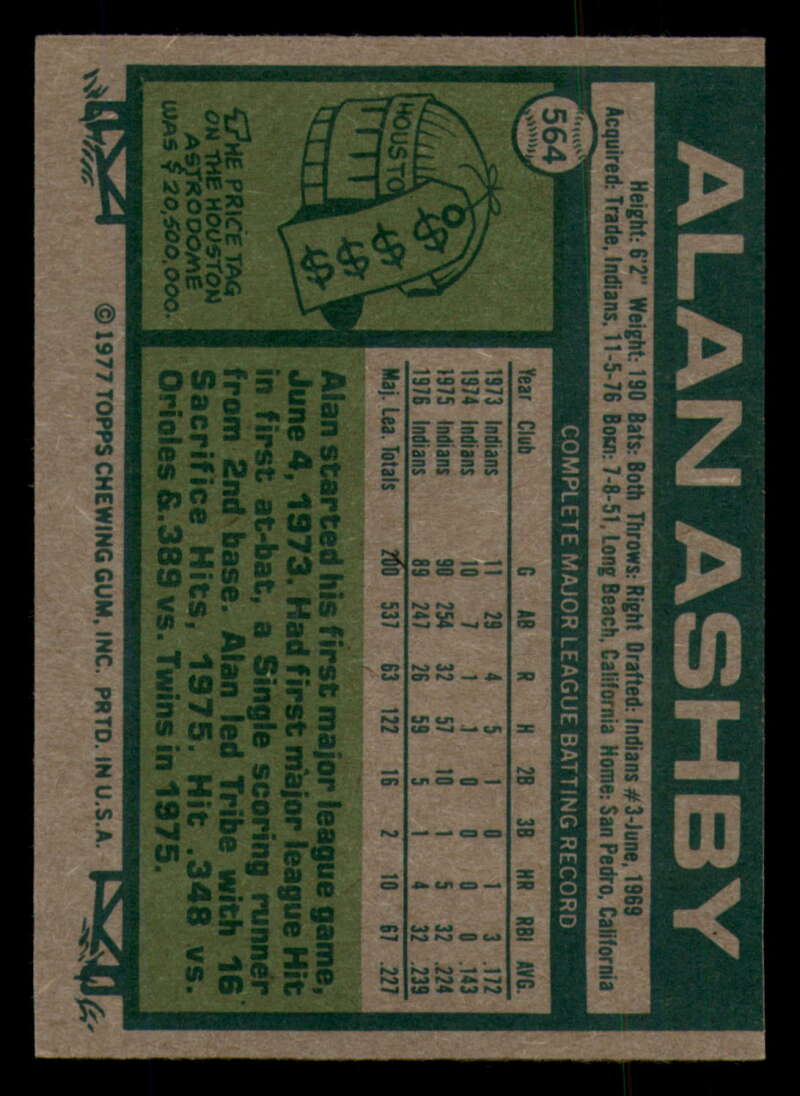 ALAN ASHBY
564
Height: 6'2" Weight: 190 Bats: Both Throws: Right Drafted: Indians #3-June, 1969
Acquired: Trade, Indians, 11-5-76 Born: 7-8-51, Long Beach, California Home: San Pedro, California
COMPLETE MAJOR LEAGUE BATTING RECORD
Year Club G AB R H 2B 3B HR RBI AVG.
1973 Indians 11 29 4 5 1 0 1 3 .172
1974 Indians 10 7 1 1 0 0 0 0 .143
1975 Indians 90 254 32 57 10 1 5 32 .224
1976 Indians 89 247 26 59 5 1 4 32 .239
Maj. Lea. Totals 200 537 63 122 16 2 10 67 .227
HOUSTO
$ $ $ $
THE PRICE TAG
ON THE HOUSTON
ASTRODOME
WAS $20,500,000.
Alan started his first major league game,
June 4, 1973. Had first major league Hit
in first at-bat, a Single scoring runner
from 2nd base. Alan led Tribe with 16
Sacrifice Hits, 1975. Hit .348 vs.
Orioles & .389 vs. Twins in 1975.
© 1977 TOPPS CHEWING GUM, INC. PRTD. IN U.S.A.